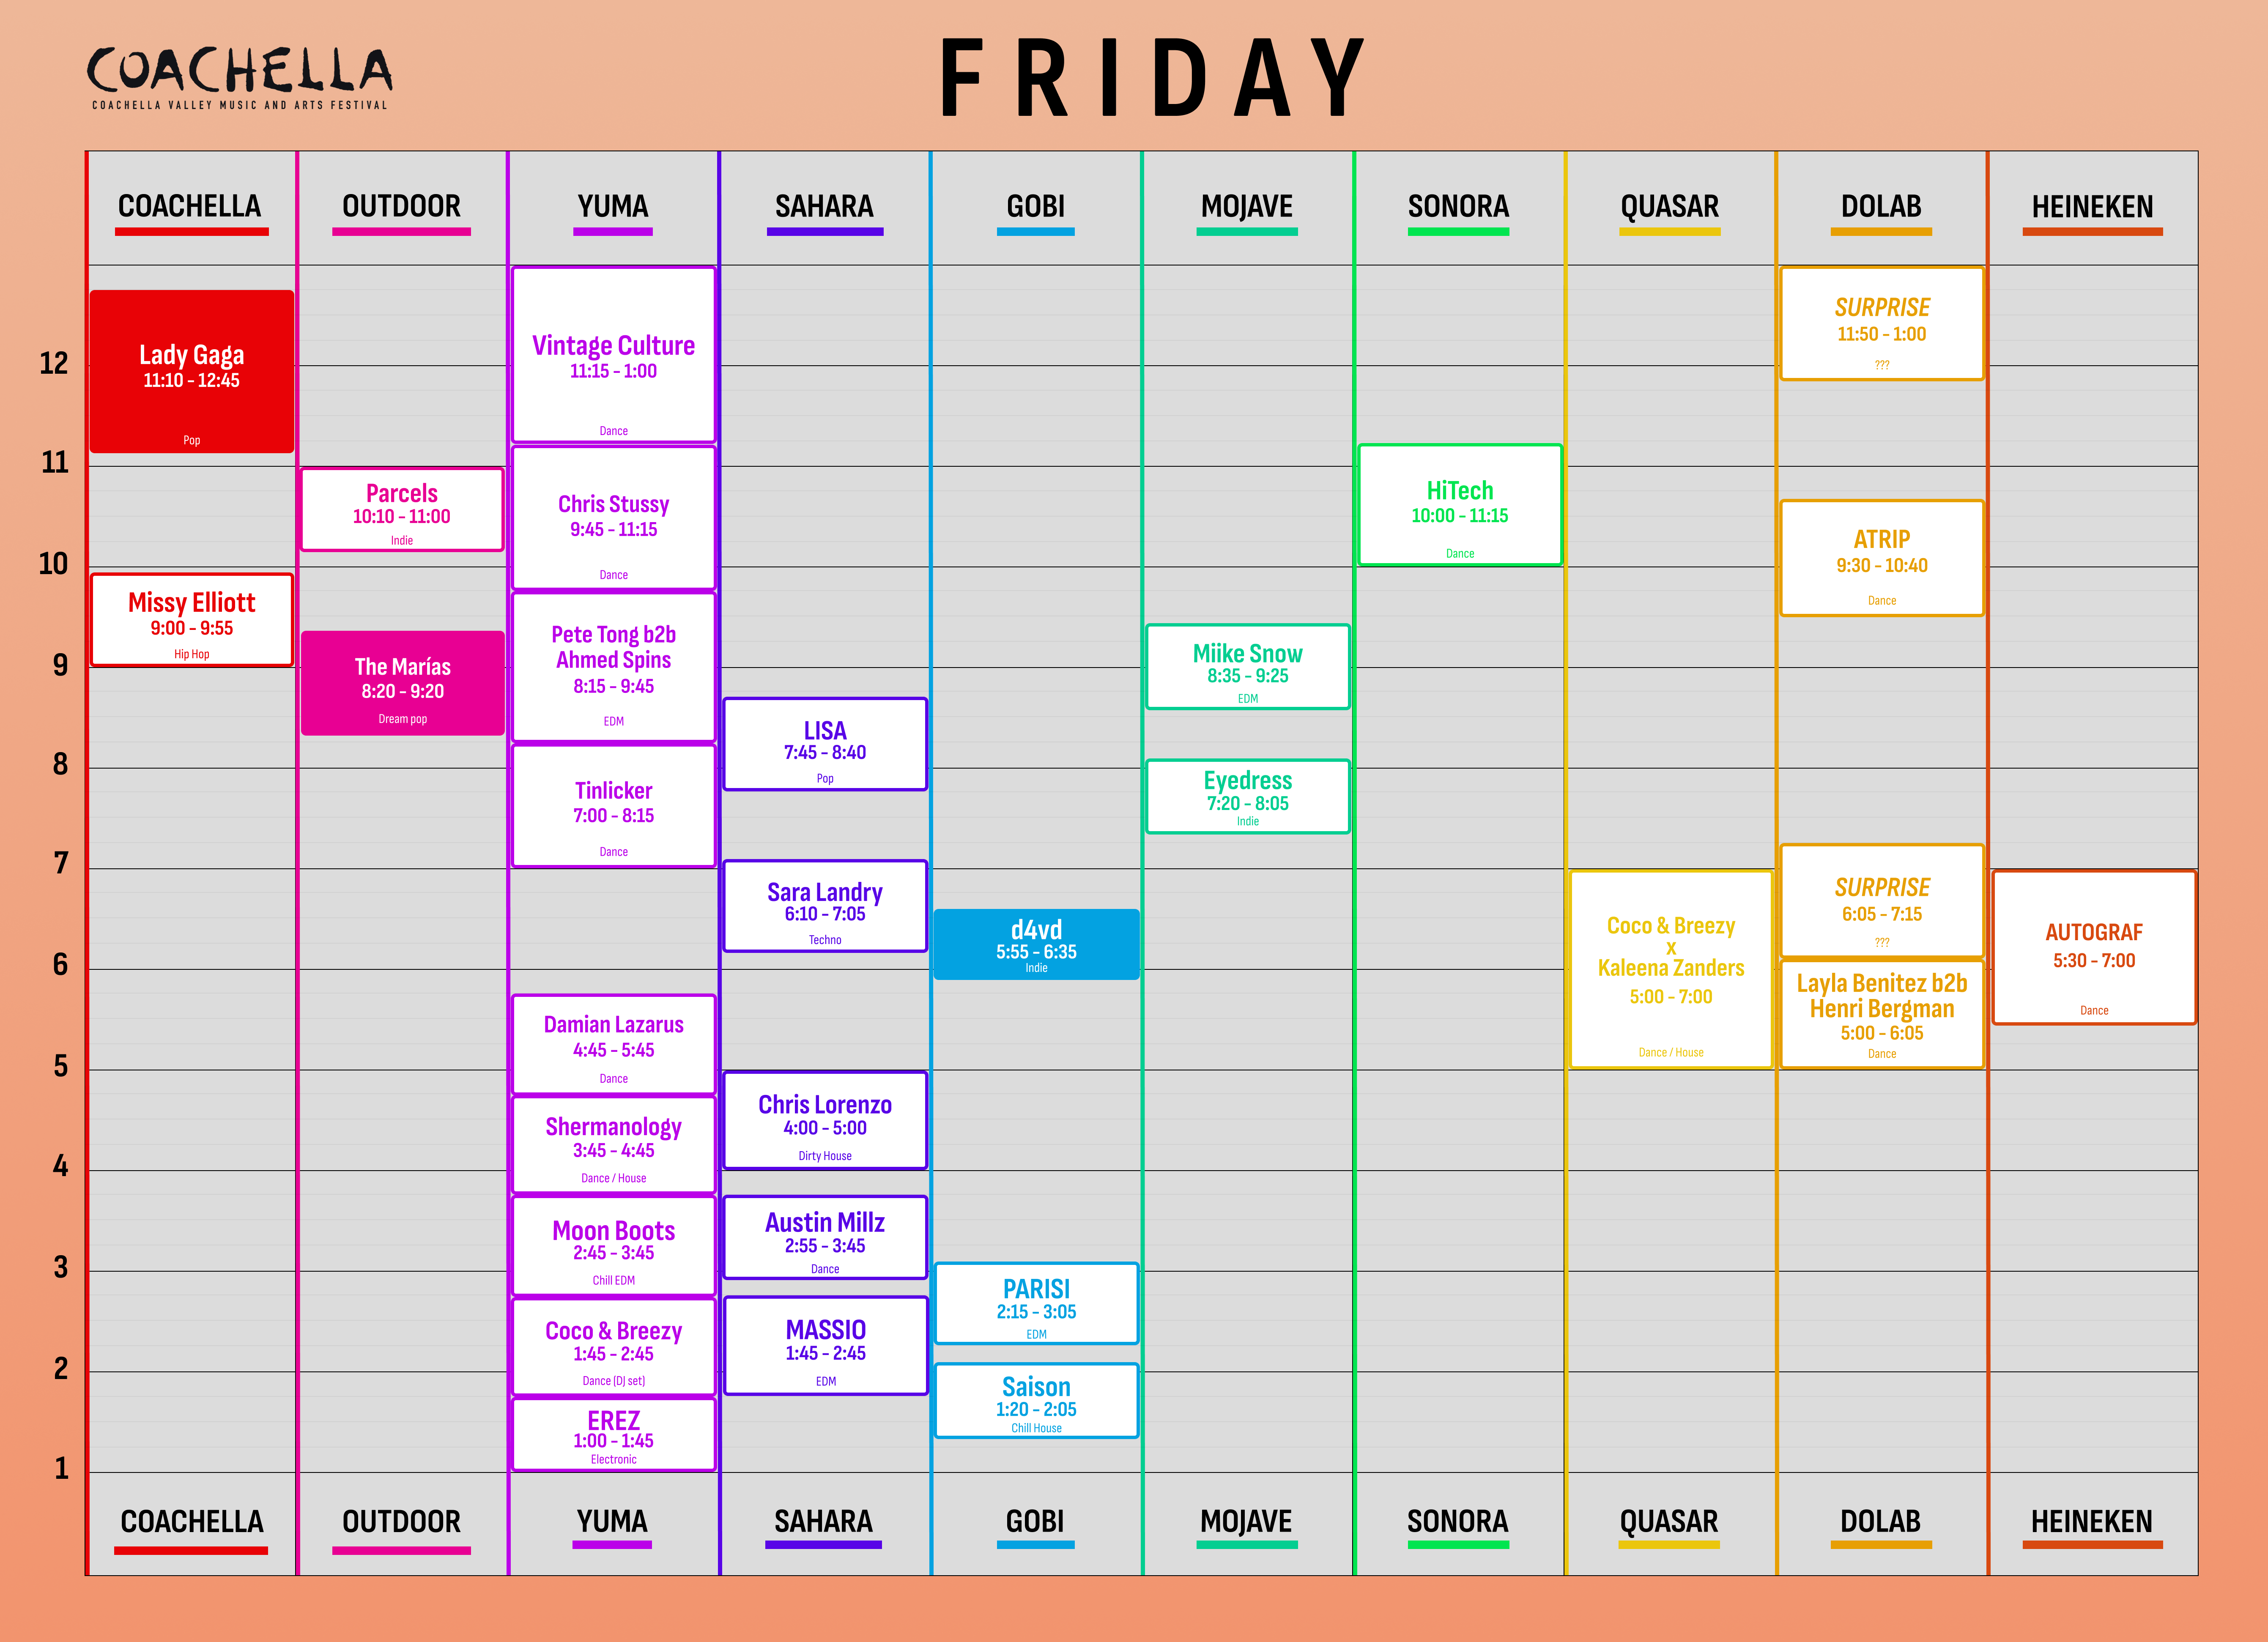 COACHELLA
COACHELLA VALLEY MUSIC AND ARTS FESTIVAL
FRIDAY
COACHELLA
OUTDOOR
YUMA
SAHARA
GOBI
MOJAVE
SONORA
QUASAR
DOLAB
HEINEKEN
12
11
10
9
8
7
6
5
4
3
2
1
Lady Gaga
11:10 - 12:45
Pop
Missy Elliott
9:00 - 9:55
Hip Hop
Parcels
10:10 - 11:00
Indie
The Marías
8:20 - 9:20
Dream pop
Vintage Culture
11:15 - 1:00
Dance
Chris Stussy
9:45 - 11:15
Dance
Pete Tong b2b
Ahmed Spins
8:15 - 9:45
EDM
Tinlicker
7:00 - 8:15
Dance
Damian Lazarus
4:45 - 5:45
Dance
Shermanology
3:45 - 4:45
Dance / House
Moon Boots
2:45 - 3:45
Chill EDM
Coco & Breezy
1:45 - 2:45
Dance (DJ set)
EREZ
1:00 - 1:45
Electronic
LISA
7:45 - 8:40
Pop
Sara Landry
6:10 - 7:05
Techno
Chris Lorenzo
4:00 - 5:00
Dirty House
Austin Millz
2:55 - 3:45
Dance
MASSIO
1:45 - 2:45
EDM
d4vd
5:55 - 6:35
Indie
PARISI
2:15 - 3:05
EDM
Saison
1:20 - 2:05
Chill House
Miike Snow
8:35 - 9:25
EDM
Eyedress
7:20 - 8:05
Indie
HiTech
10:00 - 11:15
Dance
Coco & Breezy
x
Kaleena Zanders
5:00 - 7:00
Dance / House
SURPRISE
11:50 - 1:00
???
ATRIP
9:30 - 10:40
Dance
SURPRISE
6:05 - 7:15
???
Layla Benitez b2b
Henri Bergman
5:00 - 6:05
Dance
AUTOGRAF
5:30 - 7:00
Dance
COACHELLA
OUTDOOR
YUMA
SAHARA
GOBI
MOJAVE
SONORA
QUASAR
DOLAB
HEINEKEN